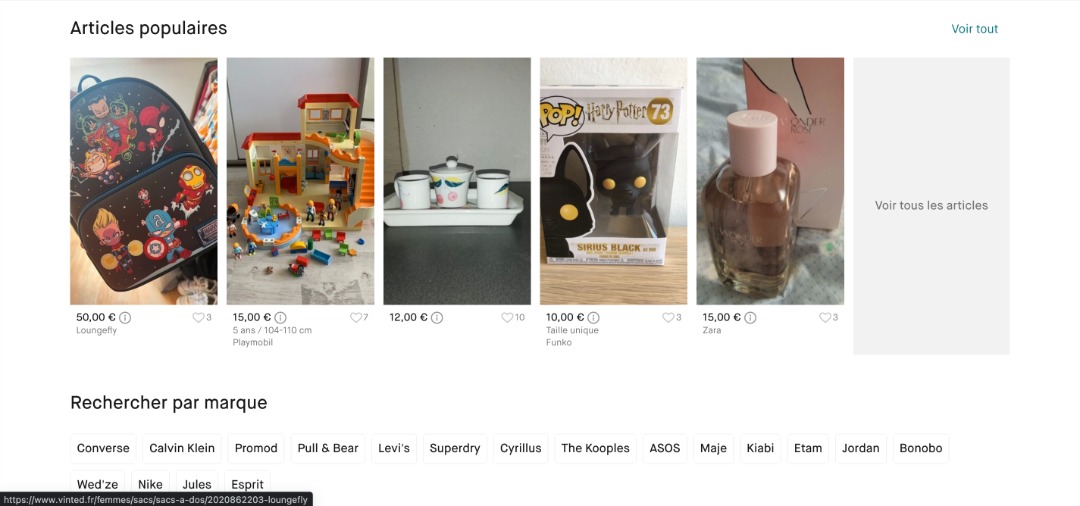 Articles populaires
Voir tout
POP!
Harry Potter
73
SIRIUS BLACK
ONDER
ROSE
Voir tous les articles
50,00 €
3
Loungefly
15,00 €
7
5 ans / 104-110 cm
Playmobil
12,00 €
10
10,00 €
3
Taille unique
Funko
15,00 €
3
Zara
Rechercher par marque
Converse
Calvin Klein
Promod
Pull & Bear
Levi's
Superdry
Cyrillus
The Kooples
ASOS
Maje
Kiabi
Etam
Jordan
Bonobo
Wed'ze
Nike
Jules
Esprit
https://www.vinted.fr/femmes/sacs/sacs-a-dos/2020862203-loungefly